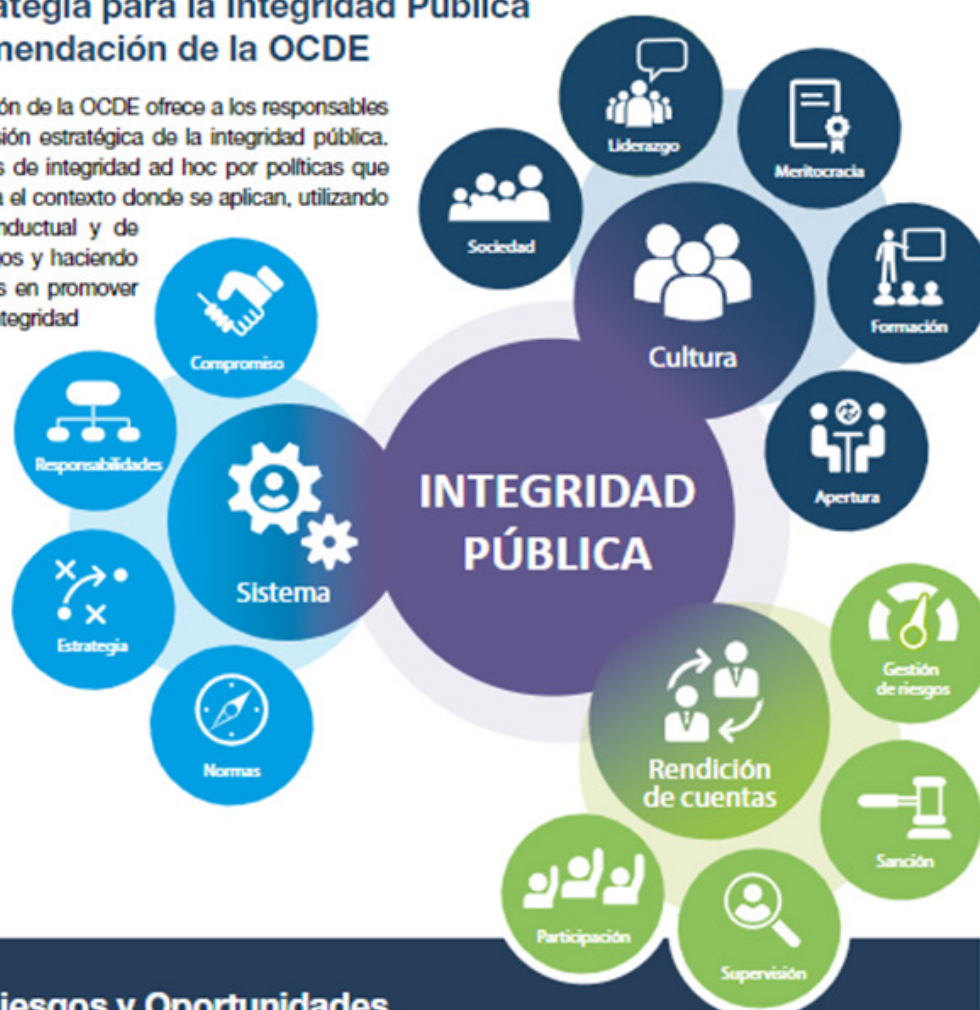 ategia para la Integridad Pública
mendación de la OCDE
ón de la OCDE ofrece a los responsables
sión estratégica de la integridad pública.
s de integridad ad hoc por políticas que
a el contexto donde se aplican, utilizando
nductual y de
gos y haciendo
s en promover
ntegridad
Liderazgo
Meritocracia
Sociedad
Formación
Cultura
Apertura
Compromiso
Responsabilidades
Sistema
Estrategia
Normas
INTEGRIDAD
PÚBLICA
Gestión
de riesgos
Rendición
de cuentas
Sanción
Participación
Supervisión
iesgos y Oportunidades